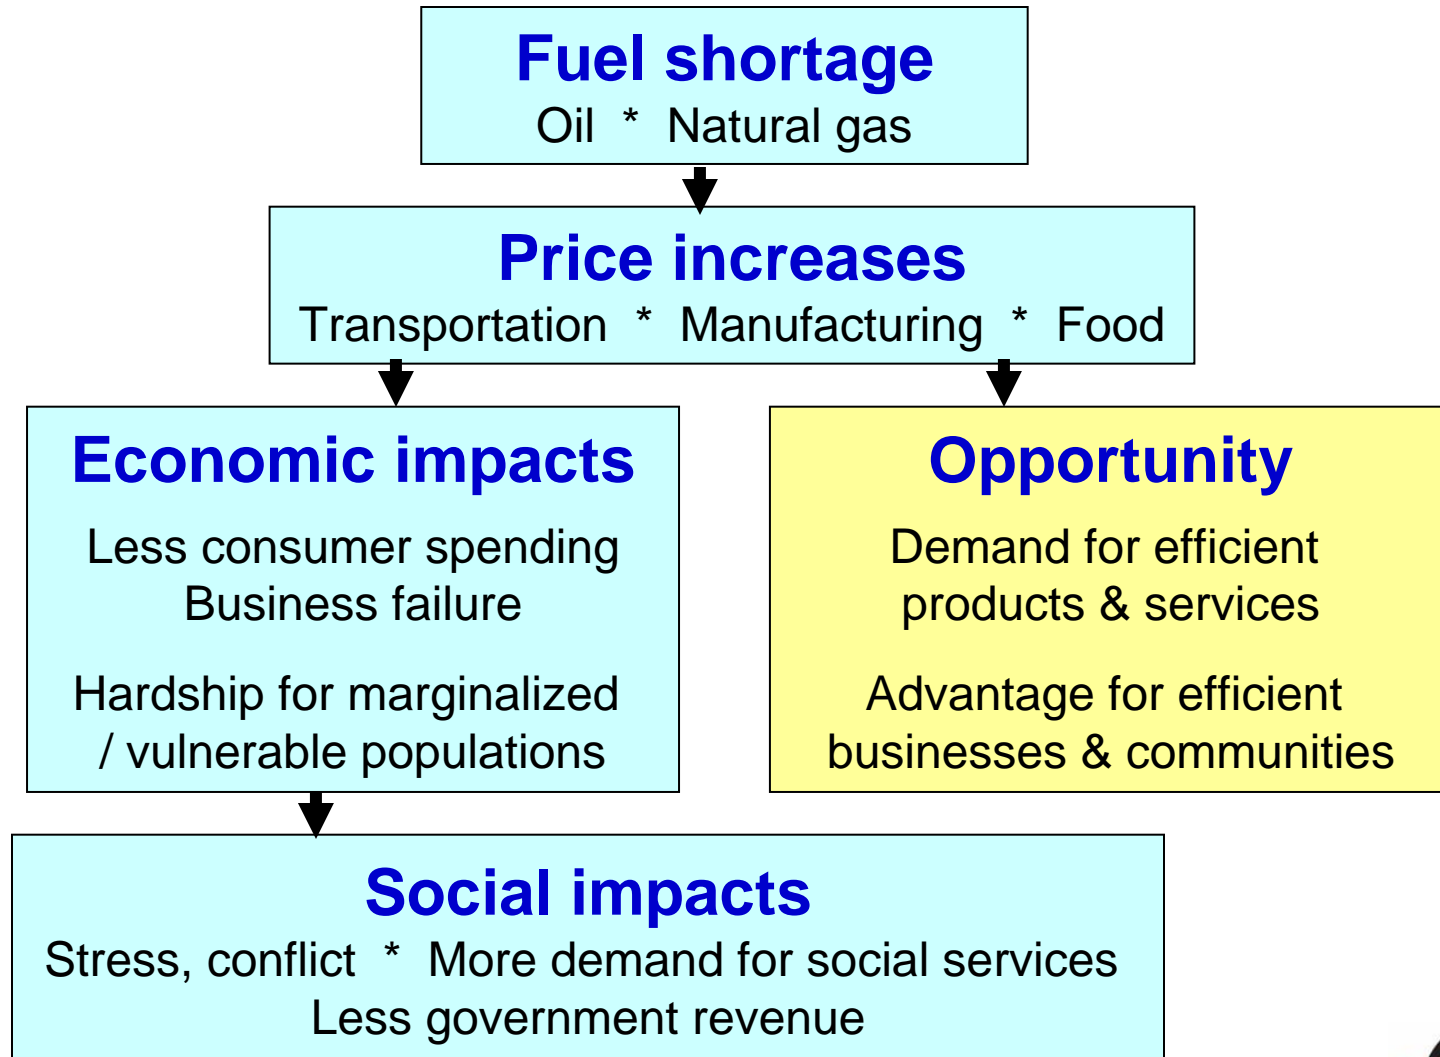 Fuel shortage
Oil * Natural gas
Price increases
Transportation * Manufacturing * Food
Economic impacts
Less consumer spending
Business failure
Hardship for marginalized
/ vulnerable populations
Opportunity
Demand for efficient
products & services
Advantage for efficient
businesses & communities
Social impacts
Stress, conflict * More demand for social services
Less government revenue